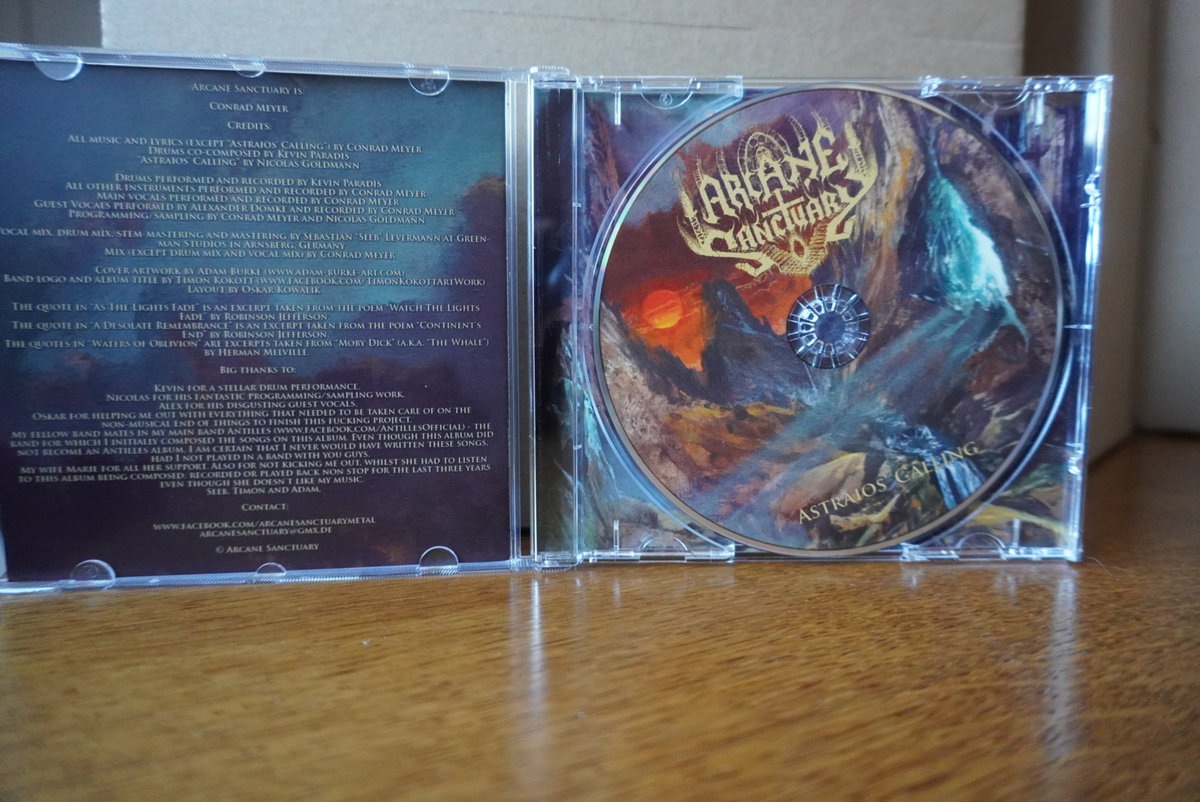 Arcane Sanctuary is:
Conrad Meyer
Credits:
All music and lyrics (except "Astraios' Calling") by Conrad Meyer
Drums co-composed by Kevin Paradis
"Astraios' Calling" by Nicolas Goldmann
Drums performed and recorded by Kevin Paradis
All other instruments performed and recorded by Conrad Meyer
Main vocals performed and recorded by Conrad Meyer
Guest Vocals performed by Alexander Domke and recorded by Conrad Meyer
Programming/sampling by Conrad Meyer and Nicolas Goldmann
Vocal mix, drum mix, stem-mastering and mastering by Sebastian "Seeb" Levermann at Green-
man Studios in Arnsberg, Germany
Mix (except drum mix and vocal mix) by Conrad Meyer
Cover artwork by Adam Burke (www.adam-burke-art.com)
Band logo and album title by Timon Kokott (www.facebook.com/TimonKokottArtWork)
Layout by Oskar Kowalik
The quote in "As The Lights Fade" is an excerpt taken from the poem "Watch The Lights
Fade" by Robinson Jefferson
The quote in "A Desolate Remembrance" is an excerpt taken from the poem "Continent's
End" by Robinson Jefferson
The quotes in "Waters of Oblivion" are excerpts taken from "Moby Dick" (a.k.a. "The Whale")
by Herman Melville.
Big thanks to:
Kevin for a stellar drum performance.
Nicolas for his fantastic programming/sampling work.
Alex for his disgusting guest vocals.
Oskar for helping me out with everything that needed to be taken care of on the
non-musical end of things to finish this fucking project.
My fellow band mates in my main band Antilles (www.facebook.com/Antillesofficial) - the
band for which I initially composed the songs on this album. Even though this album did
not become an Antilles album, I am certain that I never would have written these songs,
had I not played in a band with you guys.
My wife Marie for all her support. Also for not kicking me out, whilst she had to listen
to this album being composed, recorded or played back non stop for the last three years
even though she doesn't like my music.
Seeb, Timon and Adam.
Contact:
www.facebook.com/arcanesanctuarymetal
arcanesanctuary@gmx.de
© Arcane Sanctuary
Arcane
Sanctuary
Astraios' Calling